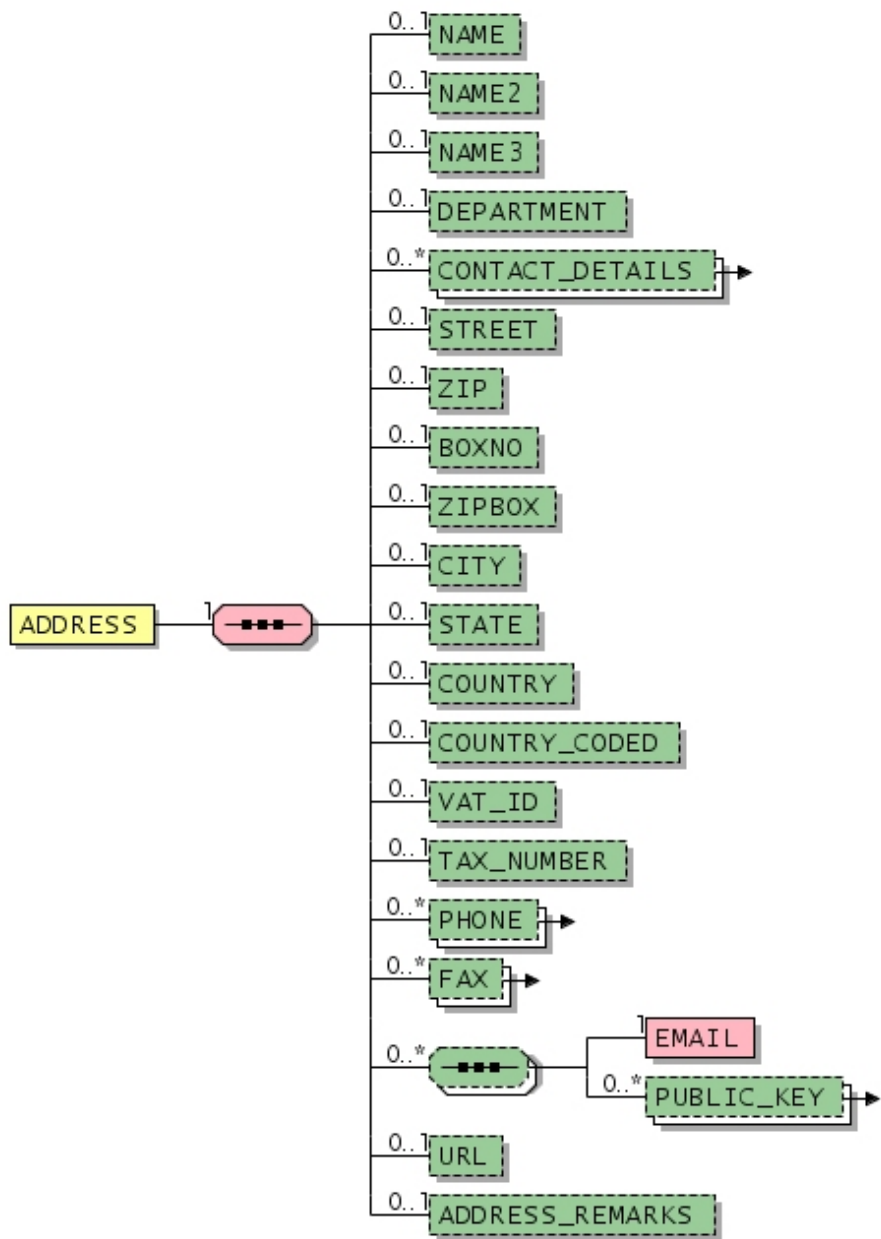 0..1 NAME
0..1 NAME2
0..1 NAME3
0..1 DEPARTMENT
0..* CONTACT_DETAILS
0..1 STREET
0..1 ZIP
0..1 BOXNO
0..1 ZIPBOX
0..1 CITY
ADDRESS 1 0..1 STATE
0..1 COUNTRY
0..1 COUNTRY_CODED
0..1 VAT_ID
0..1 TAX_NUMBER
0..* PHONE
0..* FAX
1 EMAIL
0..*
0..* PUBLIC_KEY
0..1 URL
0..1 ADDRESS_REMARKS